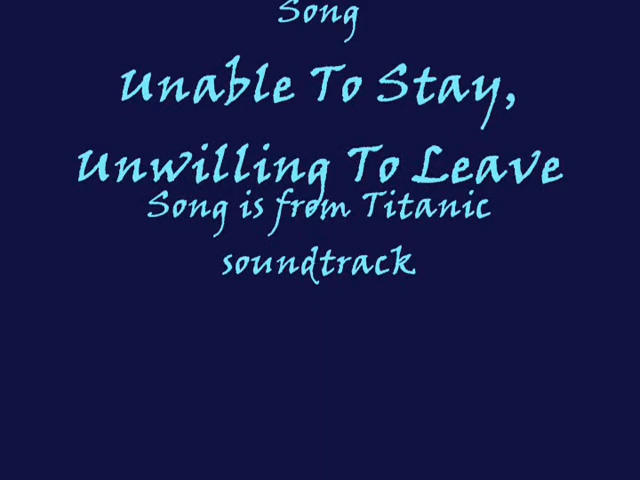 Song
Unable To Stay,
Unwilling To Leave
Song is from Titanic
soundtrack